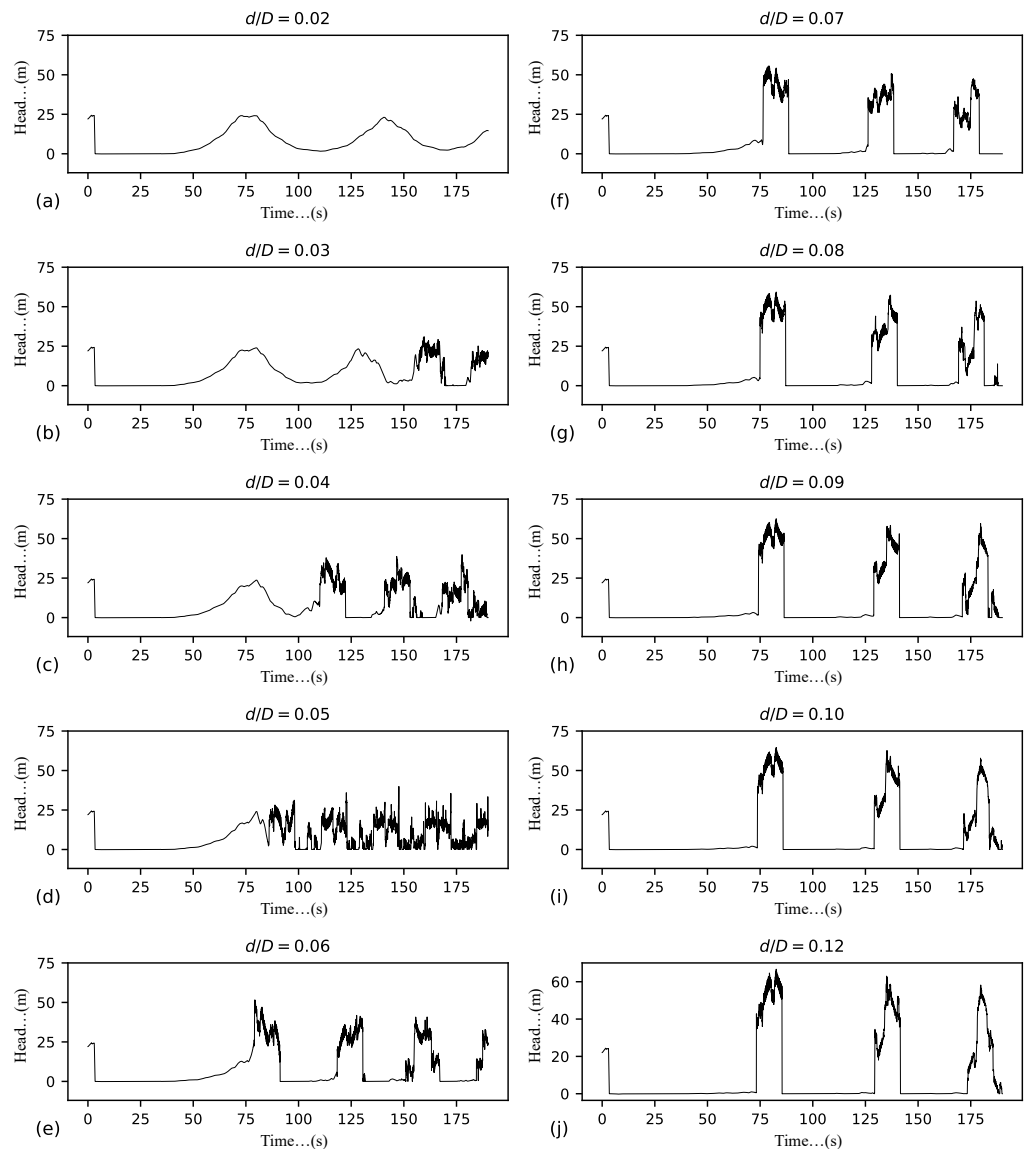 d/D = 0.02
75
50
25
0
Head…(m)
0 25 50 75 100 125 150 175
(a)
Time…(s)
d/D = 0.03
75
50
25
0
Head…(m)
0 25 50 75 100 125 150 175
(b)
Time…(s)
d/D = 0.04
75
50
25
0
Head…(m)
0 25 50 75 100 125 150 175
(c)
Time…(s)
d/D = 0.05
75
50
25
0
Head…(m)
0 25 50 75 100 125 150 175
(d)
Time…(s)
d/D = 0.06
75
50
25
0
Head…(m)
0 25 50 75 100 125 150 175
(e)
Time…(s)
d/D = 0.07
75
50
25
0
Head…(m)
0 25 50 75 100 125 150 175
(f)
Time…(s)
d/D = 0.08
75
50
25
0
Head…(m)
0 25 50 75 100 125 150 175
(g)
Time…(s)
d/D = 0.09
75
50
25
0
Head…(m)
0 25 50 75 100 125 150 175
(h)
Time…(s)
d/D = 0.10
75
50
25
0
Head…(m)
0 25 50 75 100 125 150 175
(i)
Time…(s)
d/D = 0.12
60
40
20
0
Head…(m)
0 25 50 75 100 125 150 175
(j)
Time…(s)